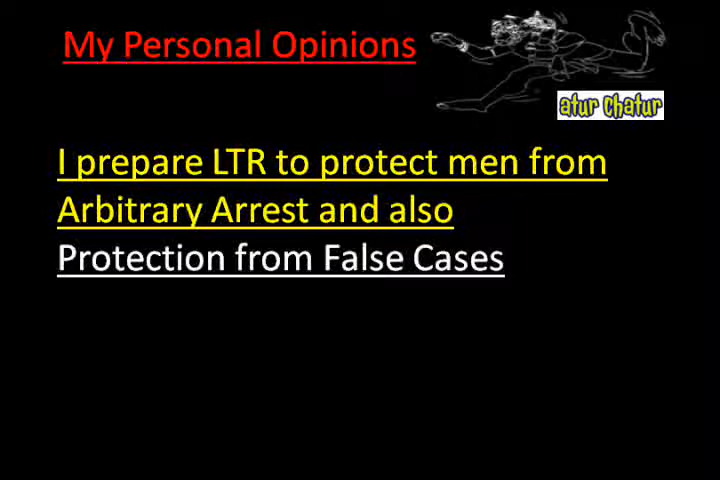 My Personal Opinions
atur chatur
I prepare LTR to protect men from
Arbitrary Arrest and also
Protection from False Cases